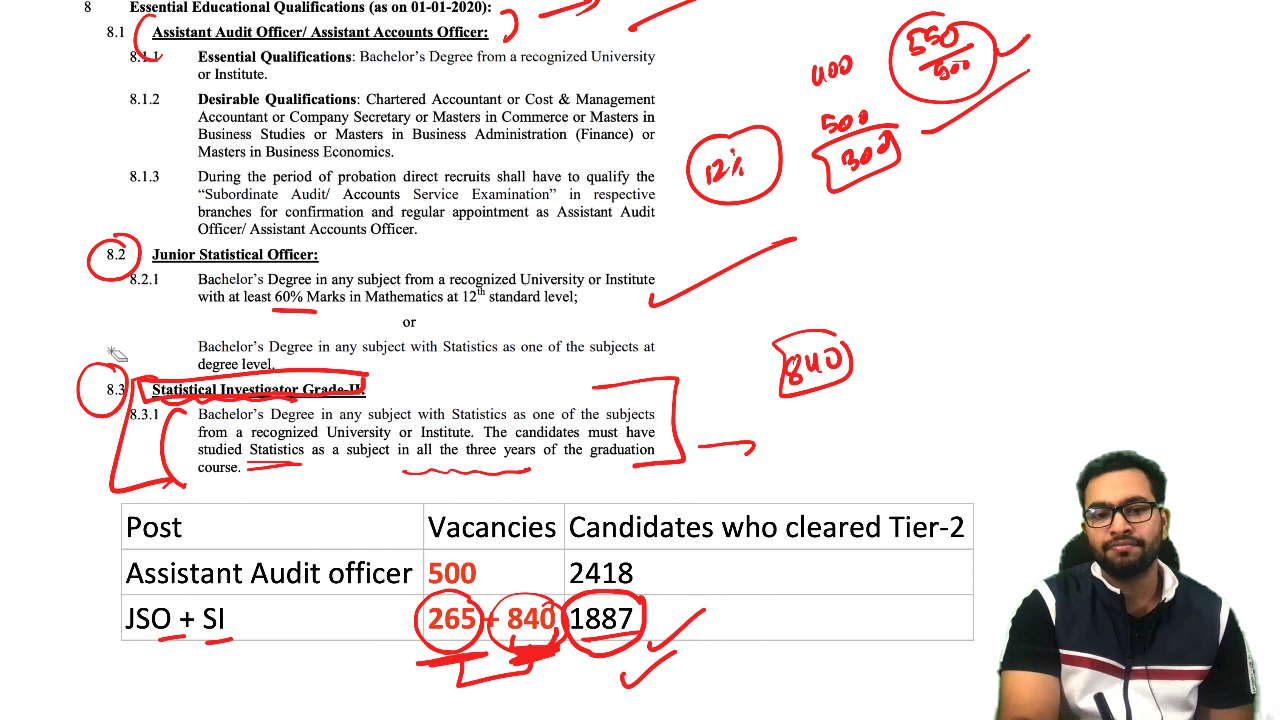 8 Essential Educational Qualifications (as on 01-01-2020):
8.1 Assistant Audit Officer/ Assistant Accounts Officer:
8.1.1 Essential Qualifications: Bachelor's Degree from a recognized University
or Institute.
8.1.2 Desirable Qualifications: Chartered Accountant or Cost & Management
Accountant or Company Secretary or Masters in Commerce or Masters in
Business Studies or Masters in Business Administration (Finance) or
Masters in Business Economics.
8.1.3 During the period of probation direct recruits shall have to qualify the
“Subordinate Audit/ Accounts Service Examination” in respective
branches for confirmation and regular appointment as Assistant Audit
Officer/ Assistant Accounts Officer.
8.2 Junior Statistical Officer:
8.2.1 Bachelor's Degree in any subject from a recognized University or Institute
with at least 60% Marks in Mathematics at 12th standard level;
or
Bachelor's Degree in any subject with Statistics as one of the subjects at
degree level.
8.3 Statistical Investigator Grade-II:
8.3.1 Bachelor's Degree in any subject with Statistics as one of the subjects
from a recognized University or Institute. The candidates must have
studied Statistics as a subject in all the three years of the graduation
course.
550
500
400
500
300
12%
840
Post Vacancies Candidates who cleared Tier-2
Assistant Audit officer 500 2418
JSO + SI 265 + 840 1887